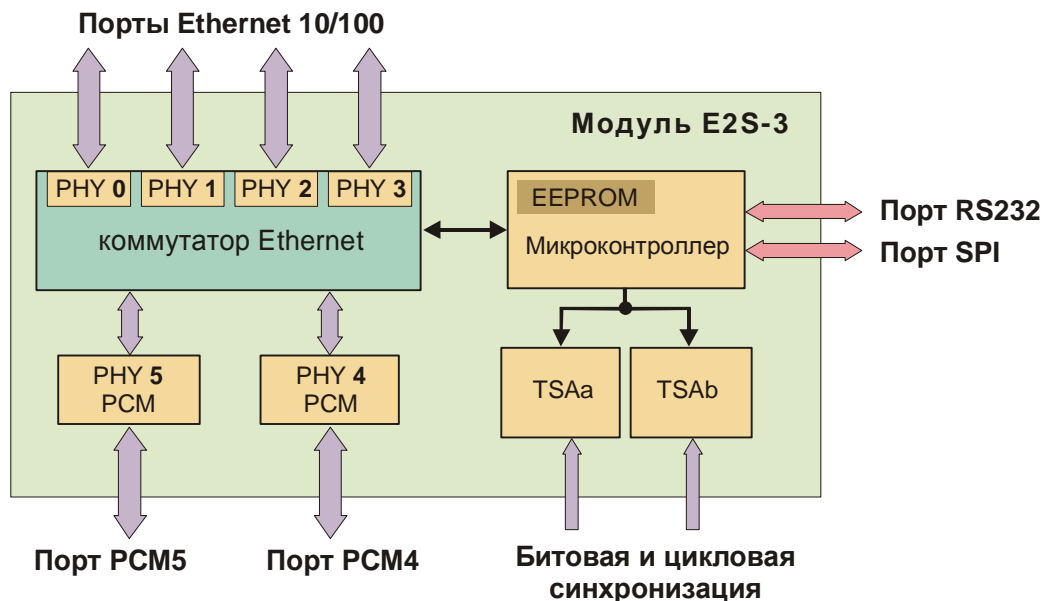 Порты Ethernet 10/100
Модуль E2S-3
PHY 0 PHY 1 PHY 2 PHY 3
коммутатор Ethernet
EEPROM
Микроконтроллер
Порт RS232
Порт SPI
PHY 5
PCM
PHY 4
PCM
TSAa
TSAb
Порт PCM5
Порт PCM4
Битовая и цикловая
синхронизация